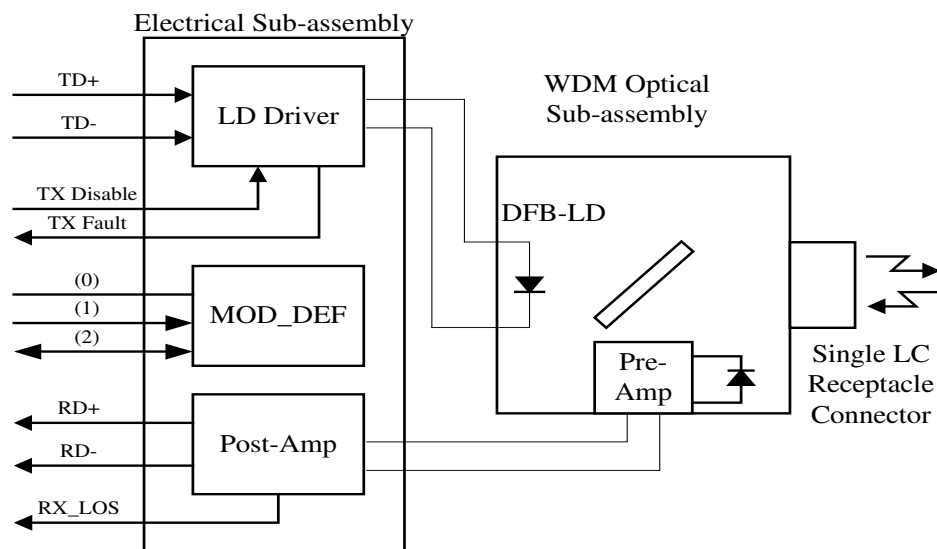 Electrical Sub-assembly
TD+
TD-
LD Driver
TX Disable
TX Fault
(0)
(1)
(2)
MOD_DEF
RD+
RD-
Post-Amp
RX_LOS
WDM Optical
Sub-assembly
DFB-LD
Pre-
Amp
Single LC
Receptacle
Connector